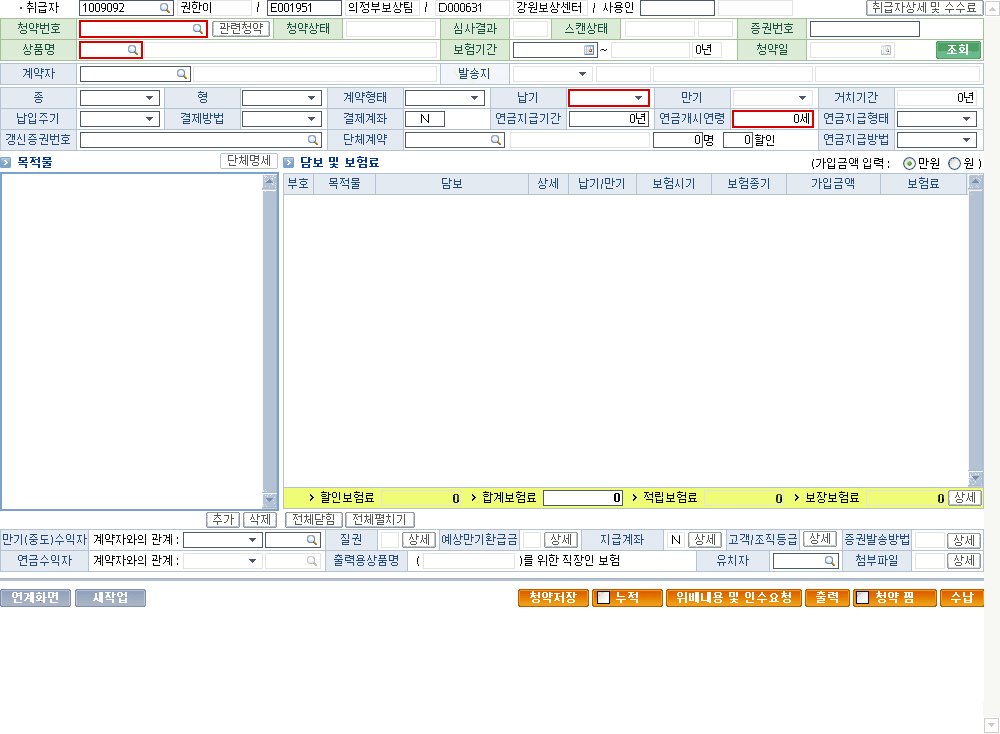 · 취급자 1009092 권한이 / E001951 의정부보상팀 / D000631 강원보상센터 / 사용인 취급자상세 및 수수료
청약번호 관련청약 청약상태 심사결과 스캔상태 증권번호
상품명 보험기간 ~ 0년 청약일 조회
계약자 발송지
종 형 계약형태 납기 만기 거치기간 0년
납입주기 결제방법 결제계좌 N 연금지급기간 0년 연금개시연령 0세 연금지급형태
갱신증권번호 단체계약 0명 0할인 연금지급방법
목적물 단체명세 담보 및 보험료 (가입금액 입력 : 만원 원 )
부호 목적물 담보 상세 납기/만기 보험시기 보험종기 가입금액 보험료
할인보험료 0 합계보험료 0 적립보험료 0 보장보험료 0 상세
추가 삭제 전체닫힘 전체펼치기
만기(중도)수익자 계약자와의 관계 : 질권 상세 예상만기환급금 상세 지급계좌 N 상세 고객/조직등급 상세 증권발송방법 상세
연금수익자 계약자와의 관계 : 출력용상품명 ( )를 위한 직장인 보험 유치자 첨부파일 상세
연계화면 새작업 청약저장 누적 위배내용 및 인수요청 출력 청약 찜 수납